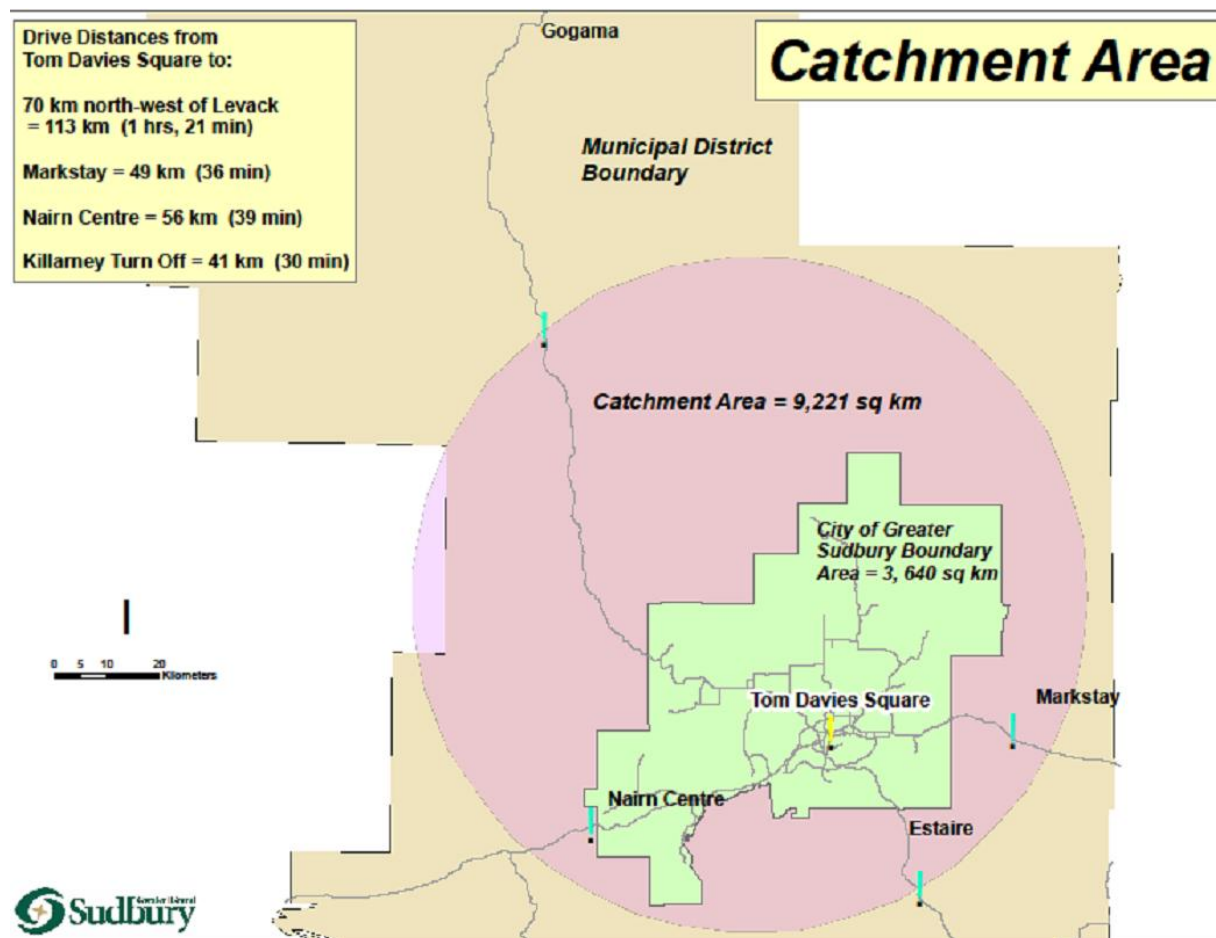 Drive Distances from
Tom Davies Square to:
70 km north-west of Levack
= 113 km (1 hrs, 21 min)
Markstay = 49 km (36 min)
Nairn Centre = 56 km (39 min)
Killarney Turn Off = 41 km (30 min)
Gogama
Catchment Area
Municipal District
Boundary
Catchment Area = 9,221 sq km
City of Greater
Sudbury Boundary
Area = 3, 640 sq km
0 5 10 20
Kilometers
Tom Davies Square
Markstay
Nairn Centre
Estaire
Sudbury